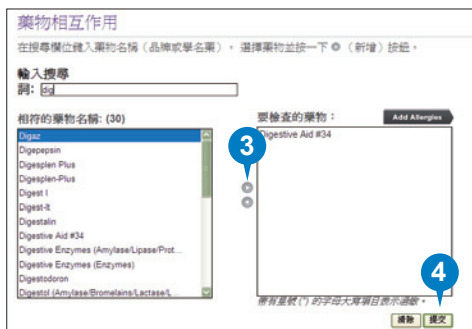 藥物相互作用
在搜尋欄位鍵入藥物名稱（品牌或學名藥），選擇藥物並按一下（新增）按鈕。
輸入搜尋
詞: dig
相符的藥物名稱: (30)
Digaz
Digepepsin
Digesplen Plus
Digesplen-Plus
Digest I
Digest-It
Digestalin
Digestive Aid #34
Digestive Enzymes (Amylase/Lipase/Prot...
Digestive Enzymes (Enzymes)
Digestodoron
Digestol (Amylase/Bromelains/Lactase/L...
要檢查的藥物：
Add Allergies
Digestive Aid #34
3
4
帶有星號 (*) 的字母大寫項目表示過敏。
清除
提交